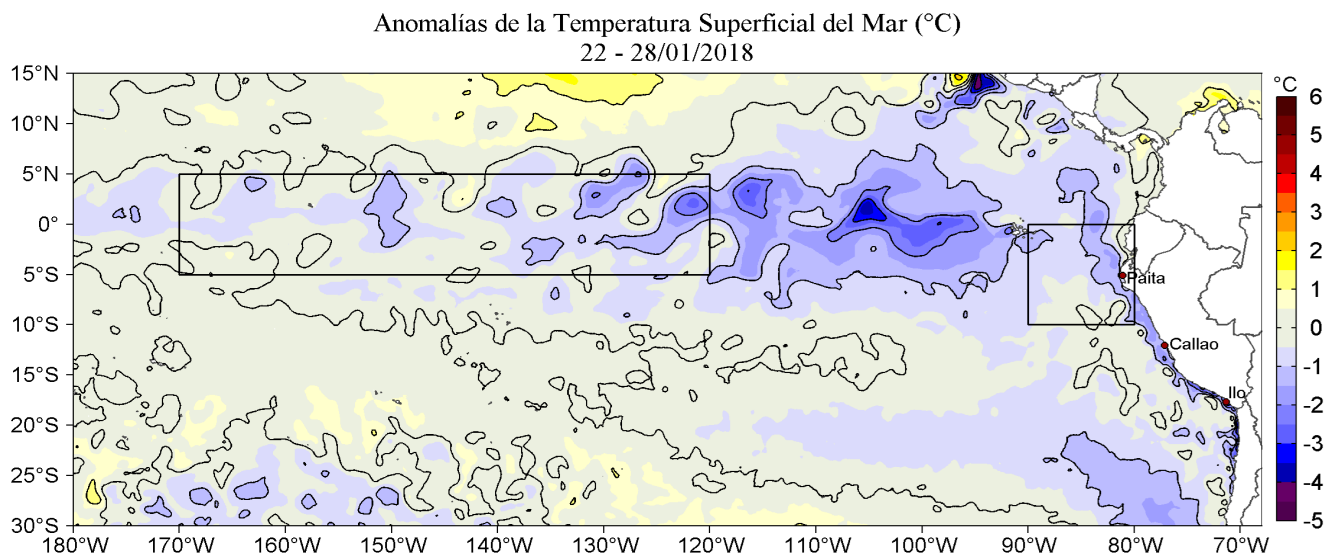 Anomalías de la Temperatura Superficial del Mar (°C)
22 - 28/01/2018
15°N
10°N
5°N
0°
5°S
10°S
15°S
20°S
25°S
30°S
180°W
170°W
160°W
150°W
140°W
130°W
120°W
110°W
100°W
90°W
80°W
70°W
Paita
Callao
Ilo
°C
6
5
4
3
2
1
0
-1
-2
-3
-4
-5